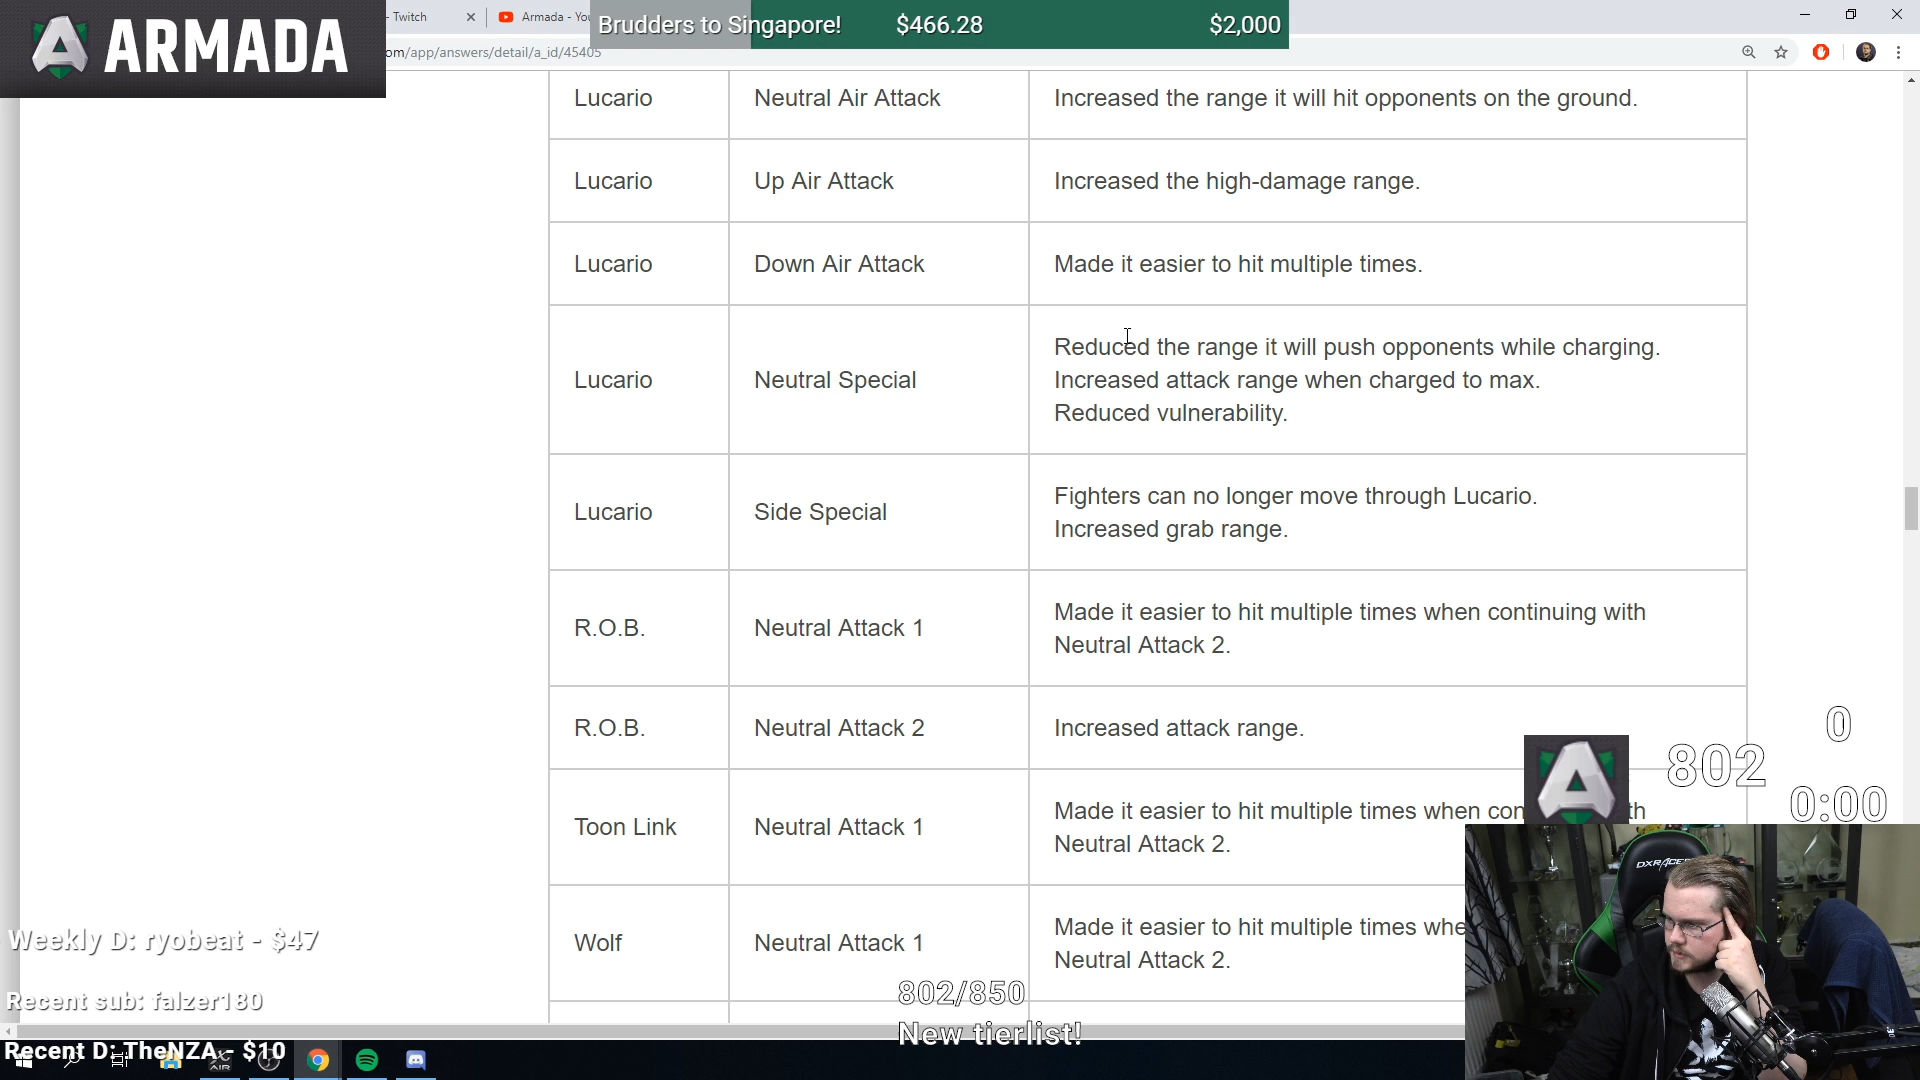 ARMADA
- Twitch
Armada - You
Brudders to Singapore! $466.28 $2,000
om/app/answers/detail/a_id/45405
Lucario Neutral Air Attack Increased the range it will hit opponents on the ground.
Lucario Up Air Attack Increased the high-damage range.
Lucario Down Air Attack Made it easier to hit multiple times.
Lucario Neutral Special Reduced the range it will push opponents while charging.
Increased attack range when charged to max.
Reduced vulnerability.
Lucario Side Special Fighters can no longer move through Lucario.
Increased grab range.
R.O.B. Neutral Attack 1 Made it easier to hit multiple times when continuing with
Neutral Attack 2.
R.O.B. Neutral Attack 2 Increased attack range.
0
802
0:00
Toon Link Neutral Attack 1 Made it easier to hit multiple times when con th
Neutral Attack 2.
Wolf Neutral Attack 1 Made it easier to hit multiple times whe
Neutral Attack 2.
DXRACER
Weekly D: ryobeat - $47
Recent sub: falzer180
802/850
New tierlist!
Recent D: TheNZA - $10
XC
AIR